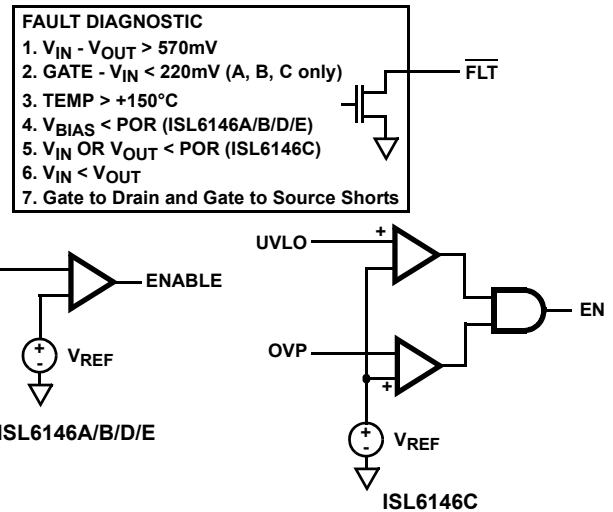 FAULT DIAGNOSTIC
1. VIN - VOUT > 570mV
2. GATE - VIN < 220mV (A, B, C only)
3. TEMP > +150°C
4. VBIAS < POR (ISL6146A/B/D/E)
5. VIN OR VOUT < POR (ISL6146C)
6. VIN < VOUT
7. Gate to Drain and Gate to Source Shorts
FLT
ENABLE
+
-
VREF
ISL6146A/B/D/E
UVLO
+
OVP
+
EN
+
-
VREF
ISL6146C